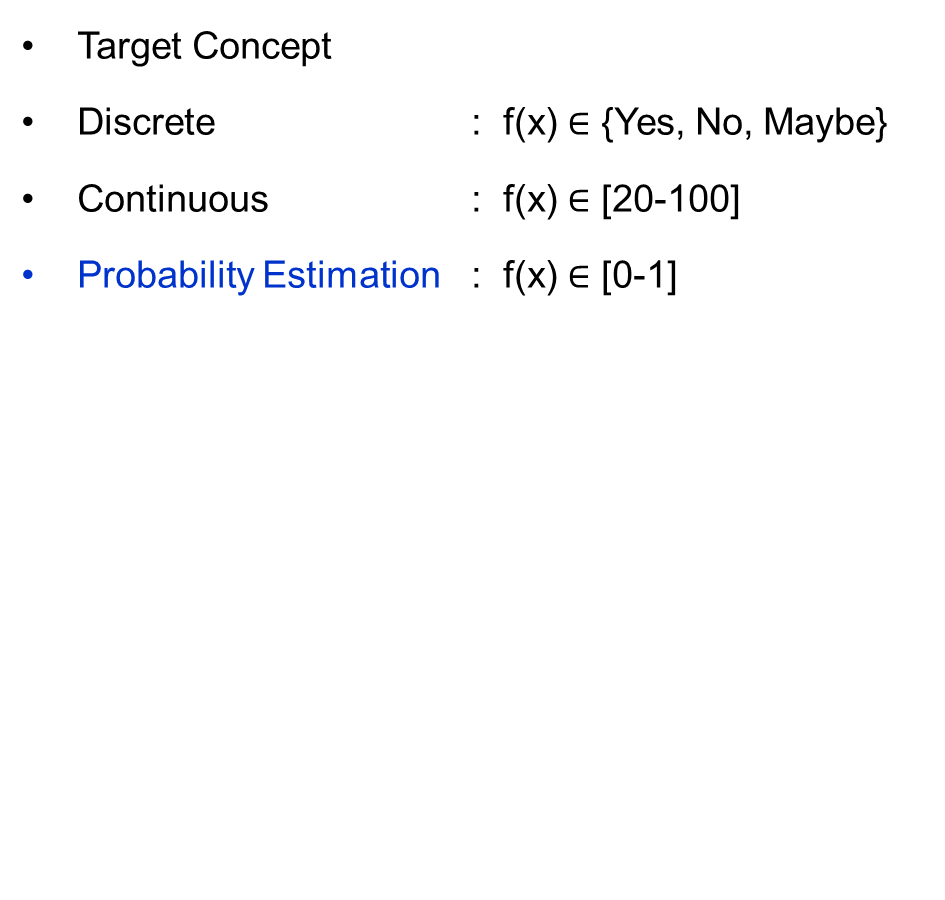 • Target Concept
• Discrete : f(x) ∈ {Yes, No, Maybe}
• Continuous : f(x) ∈ [20-100]
• Probability Estimation : f(x) ∈ [0-1]